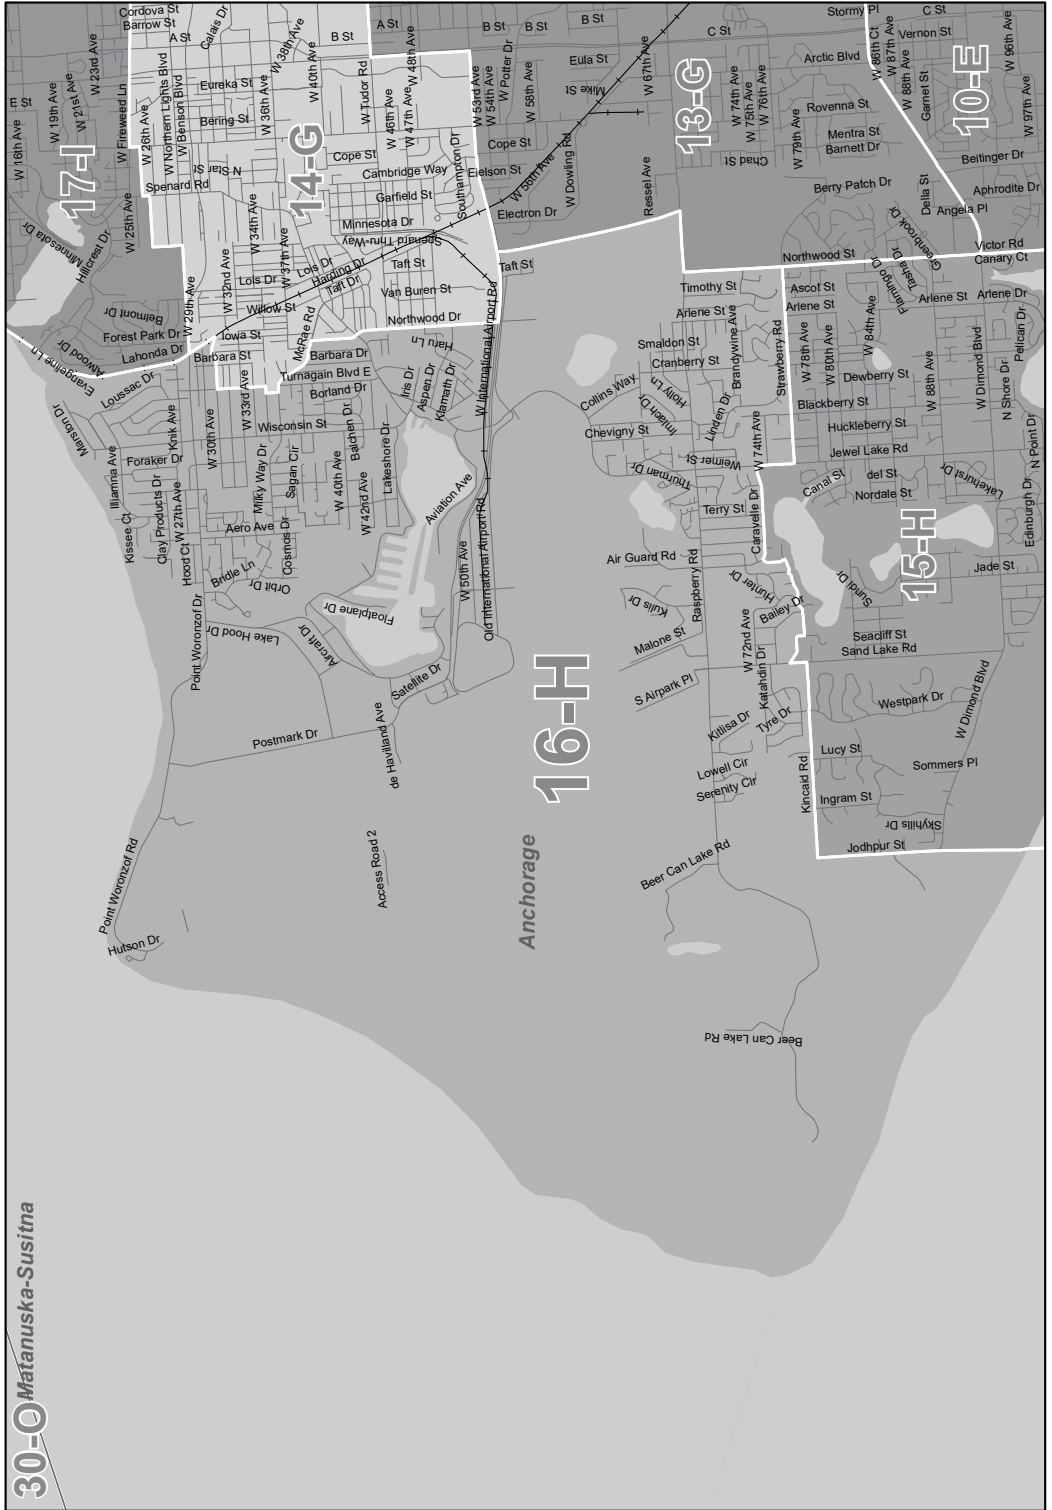 Cordova St
Barrow St
A St
Calais Dr
W 38th Ave
A St
B St
B St
B St
B St
B St
C St
Stormy Pl
C St
Vernon St
W 86th Ct
W 87th Ave
W 88th Ave
10-E
W 96th Ave
W 23rd Ave
W 21st Ave
W 19th Ave
E St
W 16th Ave
W Fireweed Ln
W 26th Ave
W Northern Lights Blvd
W Benson Blvd
Eureka St
Bering St
W 36th Ave
W 40th Ave
W Tudor Rd
W 46th Ave
W 47th Ave
W 48th Ave
W 53rd Ave
W 54th Ave
W Potter Dr
W 58th Ave
Eula St
Mike St
W 67th Ave
13-G
W 74th Ave
W 75th Ave
W 76th Ave
Arctic Blvd
Rovenna St
W 79th Ave
Mentra St
Barnett Dr
Garnet St
W 97th Ave
17-I
14-G
N Star St
Cope St
Cambridge Way
Southampton Dr
Cope St
Eielson St
W 56th Ave
W Dowling Rd
Ressel Ave
Chad St
Beitinger Dr
Spenard Rd
Garfield St
Electron Dr
Berry Patch Dr
Della St
Aphrodite Dr
Angela Pl
Minnesota Dr
Hillcrest Dr
W 25th Ave
W 34th Ave
Minnesota Dr
Spenard Thru-Way
Greenbrook Dr
Victor Rd
Canary Ct
W 32nd Ave
W 37th Ave
Lois Dr
Lois Dr
Harding Dr
Taft Dr
Taft St
Taft St
Northwood St
Tasha Dr
Flamingo Dr
Belmont Dr
W 29th Ave
Willow St
Van Buren St
W International Airport Rd
Timothy St
Ascot St
Arlene St
Arlene St
Arlene St
Arlene Dr
Forest Park Dr
Iowa St
McRae Rd
Northwood Dr
Brandywine Ave
Strawberry Rd
Atwood Dr
Evangeline Ln
Lahonda Dr
Barbara St
Barbara Dr
Haru Ln
Smaldon St
Cranberry St
W 78th Ave
W 80th Ave
W 84th Ave
W 88th Ave
W Dimond Blvd
Pelican Dr
Loussac Dr
W 33rd Ave
Turnagain Blvd E
Borland Dr
Iris Dr
Aspen Dr
Klamath Dr
Collins Way
Holly Ln
Imlach Dr
Dewberry St
Blackberry St
N Shore Dr
Marston Dr
Knik Ave
W 30th Ave
Wisconsin St
Balchen Dr
Chevigny St
Linden Dr
Huckleberry St
N Point Dr
Illiamna Ave
Foraker Dr
Milky Way Dr
Sagan Cir
W 40th Ave
W 42nd Ave
Lakeshore Dr
W 74th Ave
Weimer St
Jewel Lake Rd
Clay Products Dr
W 27th Ave
Thurman Dr
Canal St
del St
Lakehurst Dr
Nordale St
Kissee Ct
Hood Ct
Aero Ave
Cosmos Dr
Aviation Ave
Terry St
Caravelle Dr
Edinburgh Dr
15-H
Bridle Ln
Orbit Dr
W 50th Ave
Old International Airport Rd
Air Guard Rd
Raspberry Rd
Jade St
Point Woronzof Dr
Floatplane Dr
Kulis Dr
Hunter Dr
Bailey Dr
Sundi Dr
Lake Hood Dr
Aircraft Dr
Malone St
W 72nd Ave
Seacliff St
Sand Lake Rd
Satellite Dr
S Airpark Pl
Katahdin Dr
16-H
Westpark Dr
W Dimond Blvd
Postmark Dr
de Havilland Ave
Kitlisa Dr
Tyre Dr
Lucy St
Lowell Cir
Serenity Cir
Kincaid Rd
Sommers Pl
Ingram St
Skyhills Dr
Jodhpur St
Point Woronzof Rd
Access Road 2
Anchorage
Beer Can Lake Rd
Hutson Dr
Beer Can Lake Rd
Matanuska-Susitna
30-O